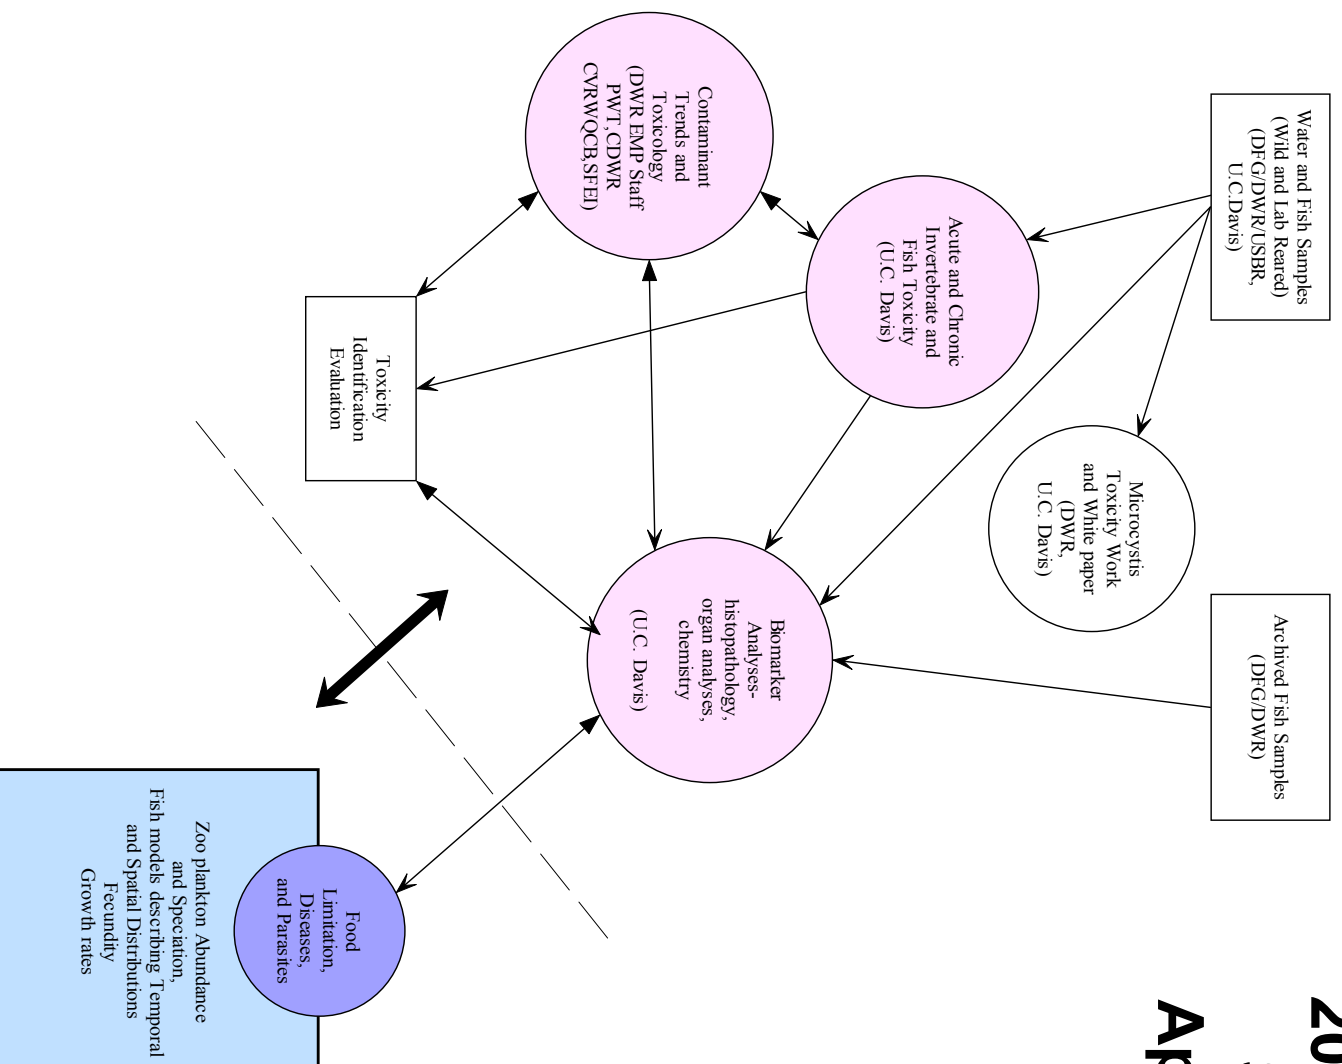 Water and Fish Samples
(Wild and Lab Reared)
(DFG/DWR/USBR,
U.C.Davis)
Archived Fish Samples
(DFG/DWR)
Microcystis
Toxicity Work
and White paper
(DWR,
U.C. Davis)
Acute and Chronic
Invertebrate and
Fish Toxicity
(U.C. Davis)
Contaminant
Trends and
Toxicology
(DWR EMP Staff
PWT,CDWR
CVRWQCB,SFEI)
Biomarker
Analyses-
histopathology,
organ analyses,
chemistry
(U.C. Davis)
Toxicity
Identification
Evaluation
Food
Limitation,
Diseases,
and Parasites
Zoo plankton Abundance
and Speciation,
Fish models describing Temporal
and Spatial Distributions
Fecundity
Growth rates
20
Ap